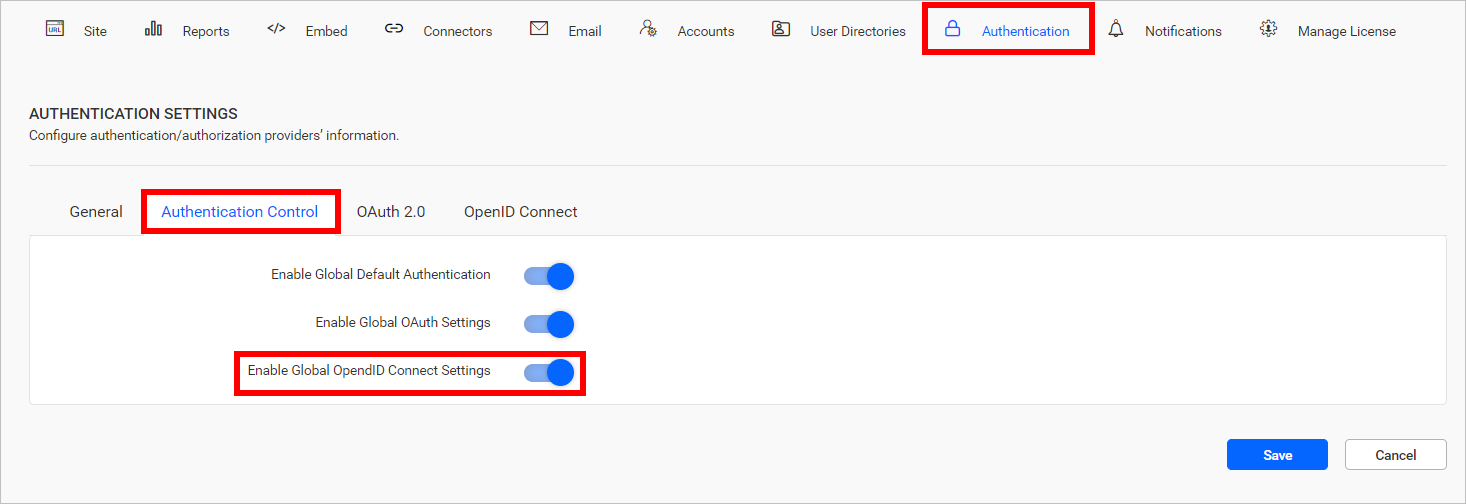 URL Site Reports Embed Connectors Email Accounts User Directories Authentication Notifications Manage License
AUTHENTICATION SETTINGS
Configure authentication/authorization providers' information.
General Authentication Control OAuth 2.0 OpenID Connect
Enable Global Default Authentication
Enable Global OAuth Settings
Enable Global OpendID Connect Settings
Save Cancel